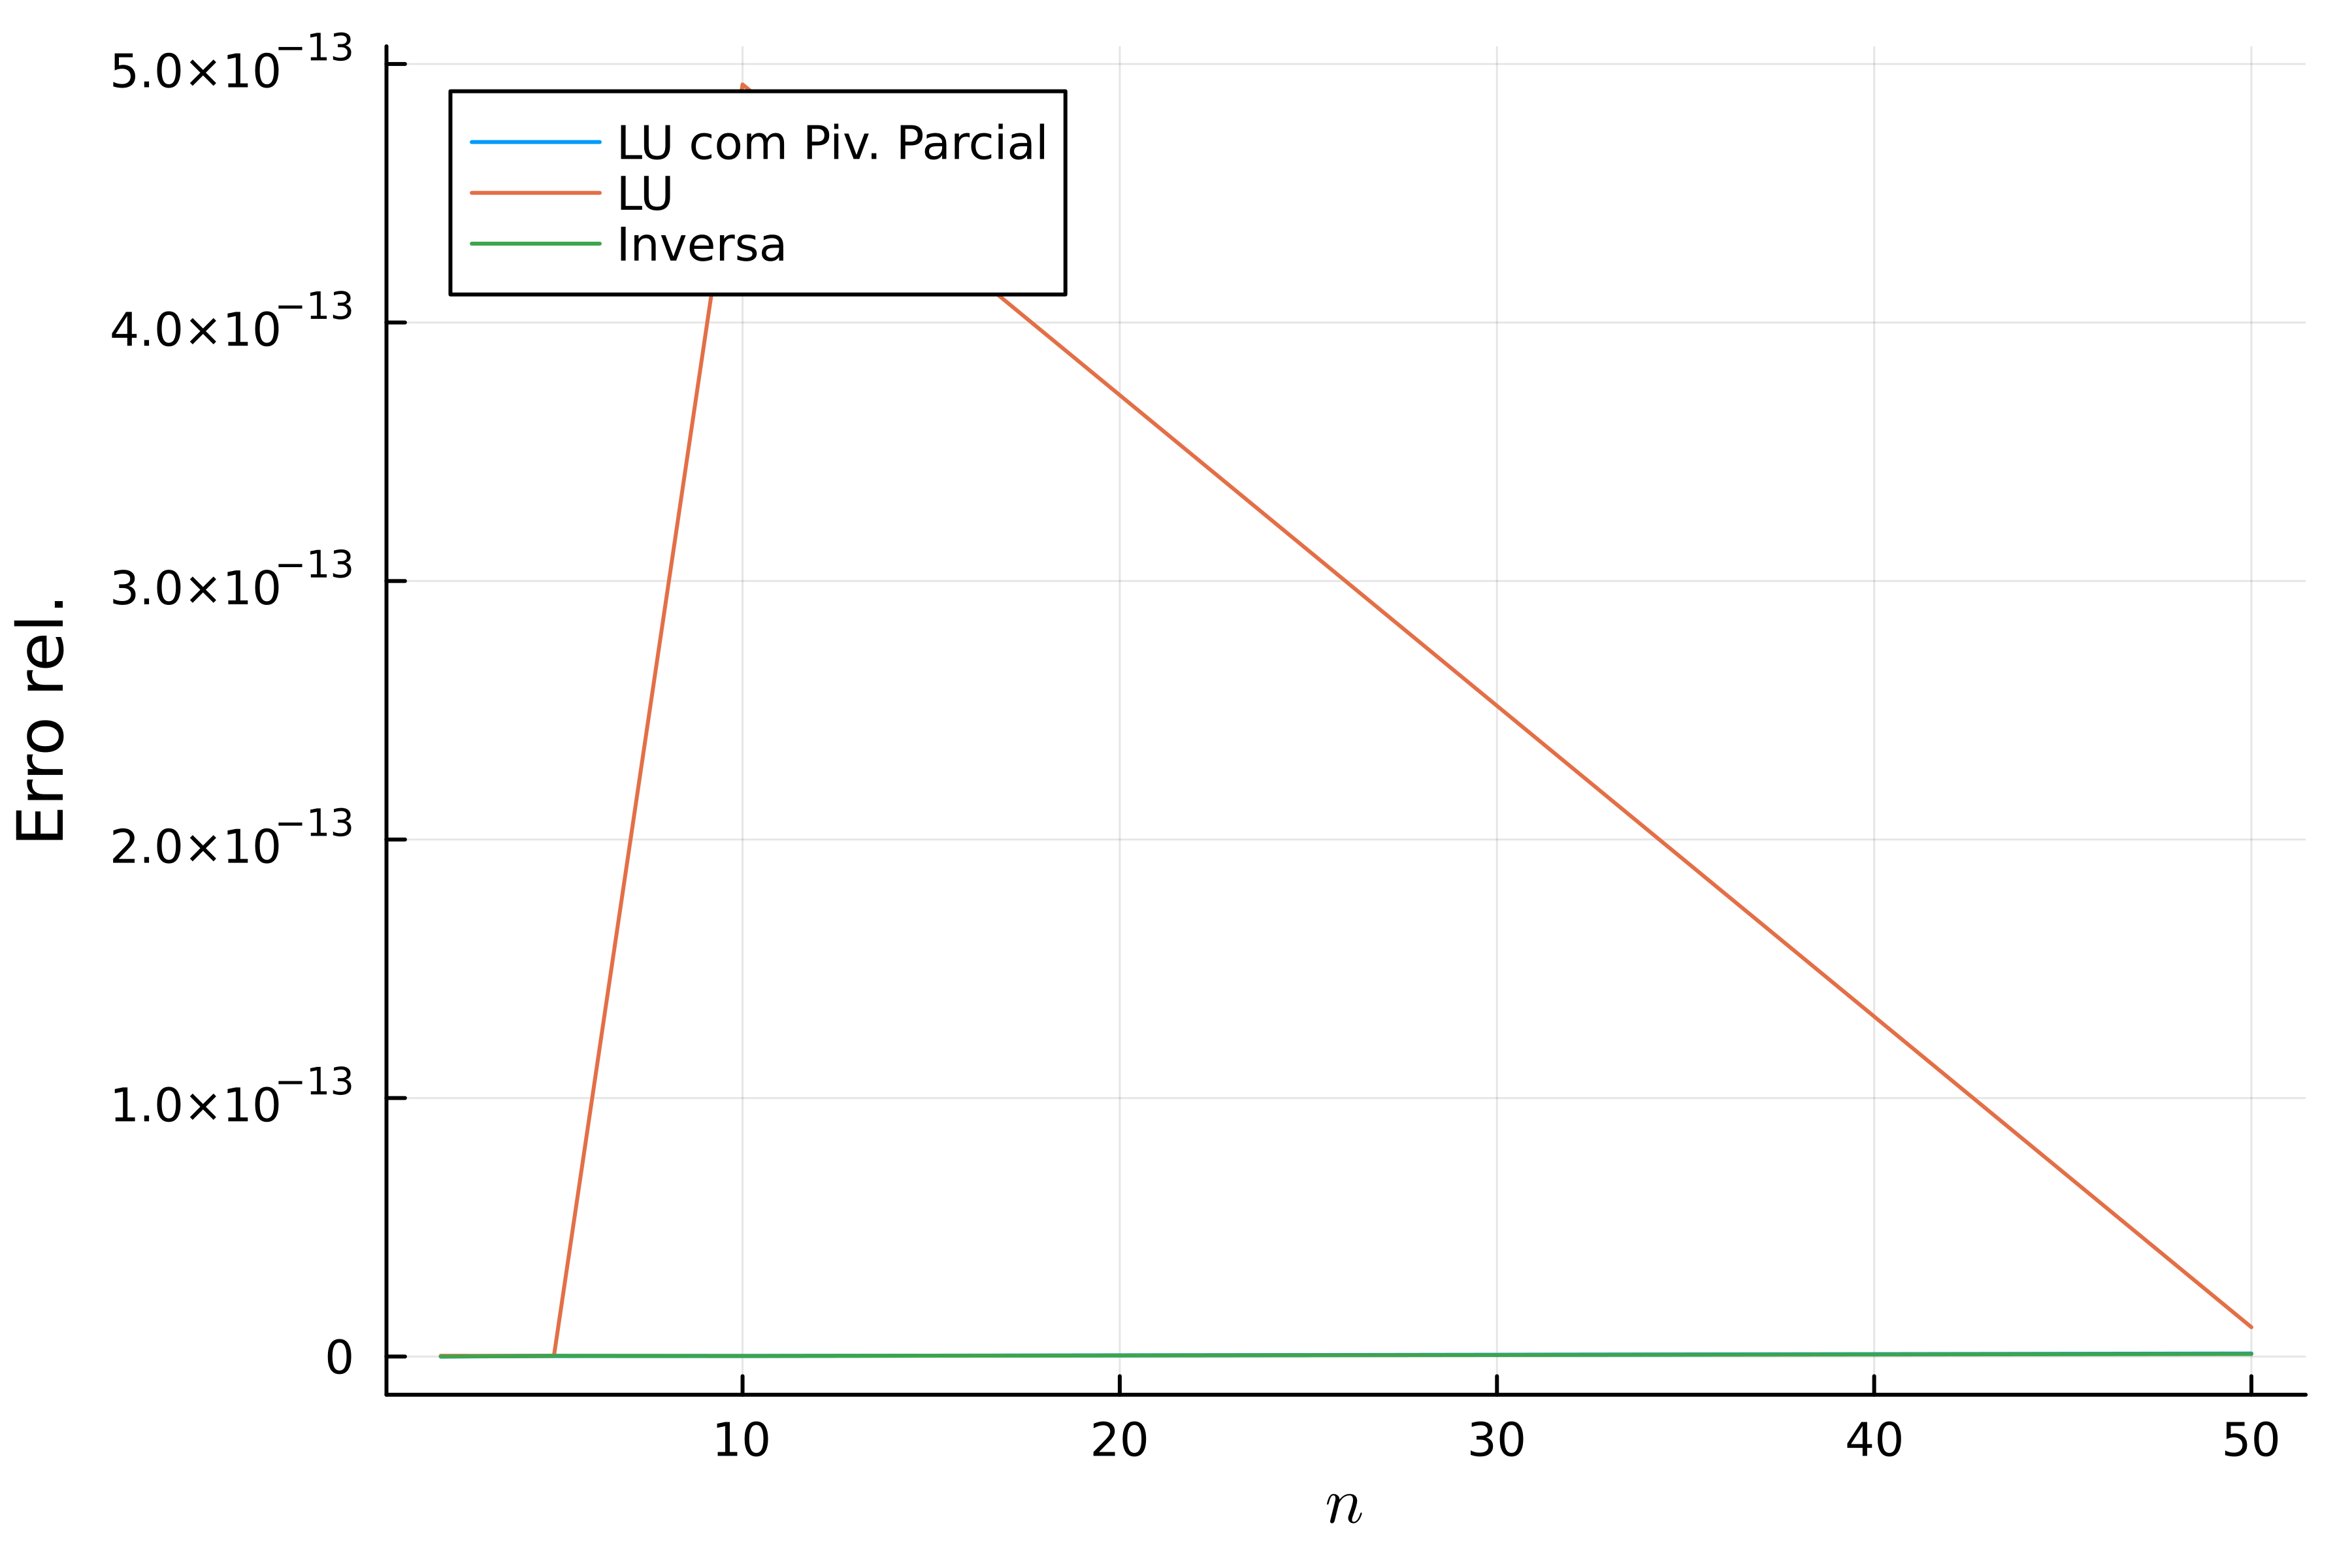 5.0×10⁻¹³
LU com Piv. Parcial
LU
Inversa
4.0×10⁻¹³
3.0×10⁻¹³
Erro rel.
2.0×10⁻¹³
1.0×10⁻¹³
0
10 20 30 40 50
n